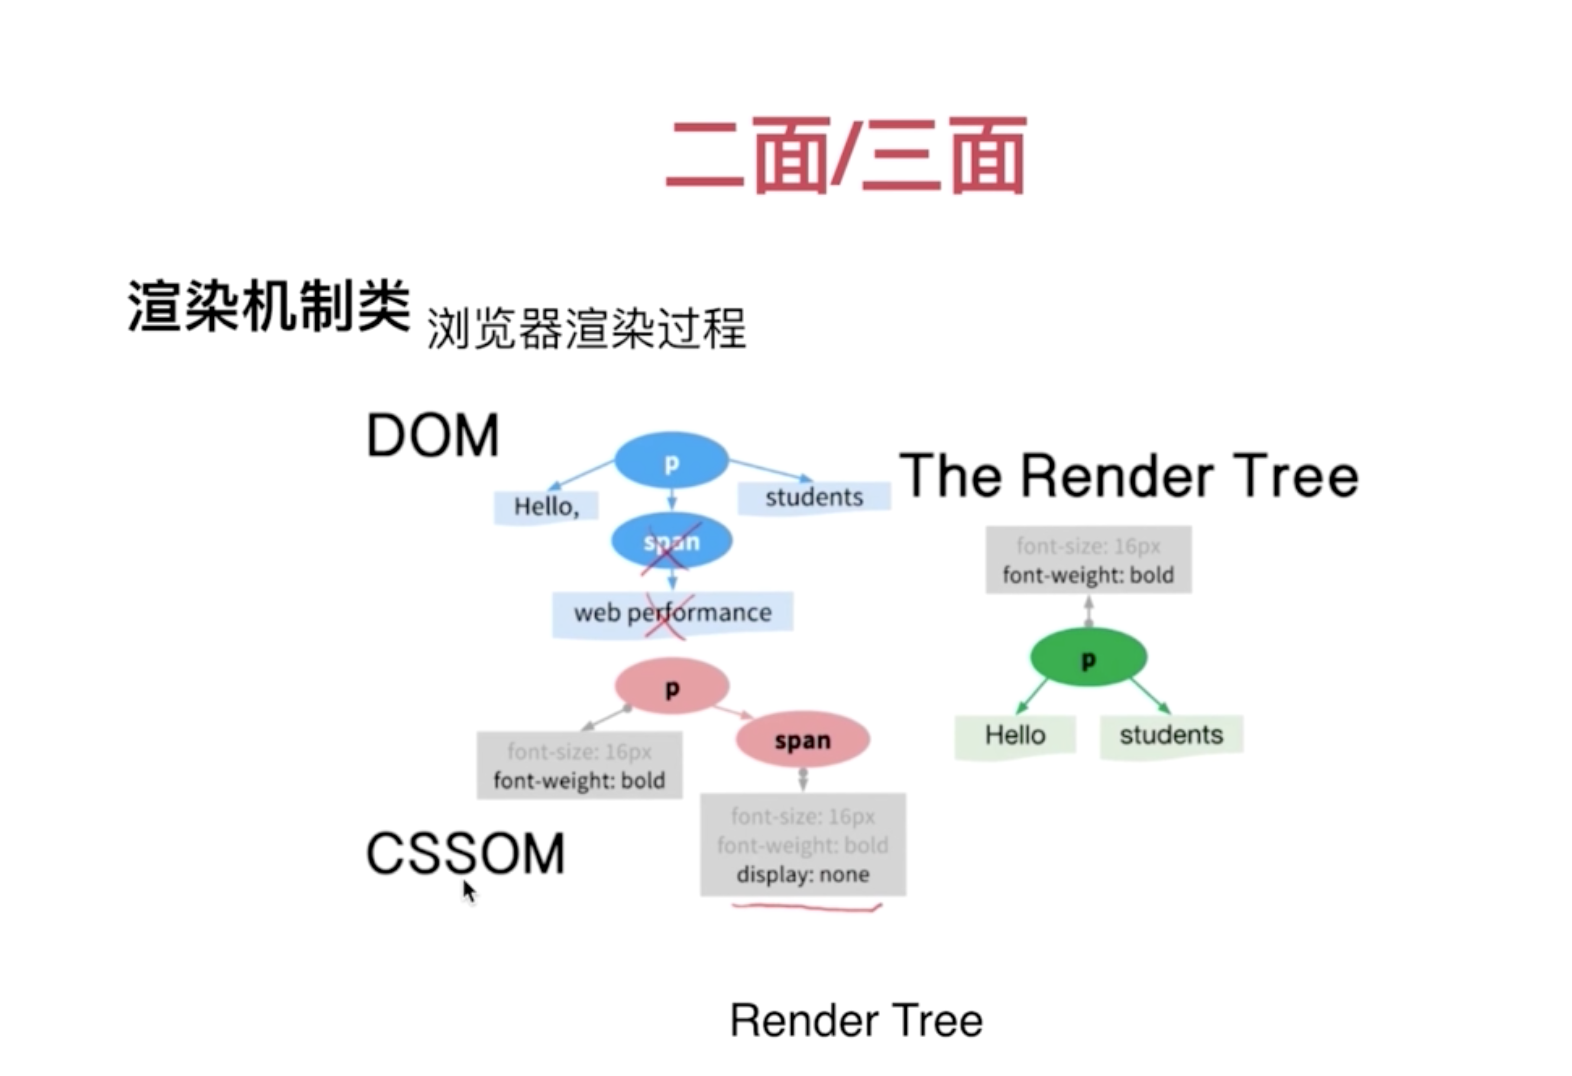 二面/三面
渲染机制类 浏览器渲染过程
DOM
p
Hello,
students
span
web performance
p
font-size: 16px
font-weight: bold
span
font-size: 16px
font-weight: bold
display: none
CSSOM
The Render Tree
font-size: 16px
font-weight: bold
p
Hello
students
Render Tree